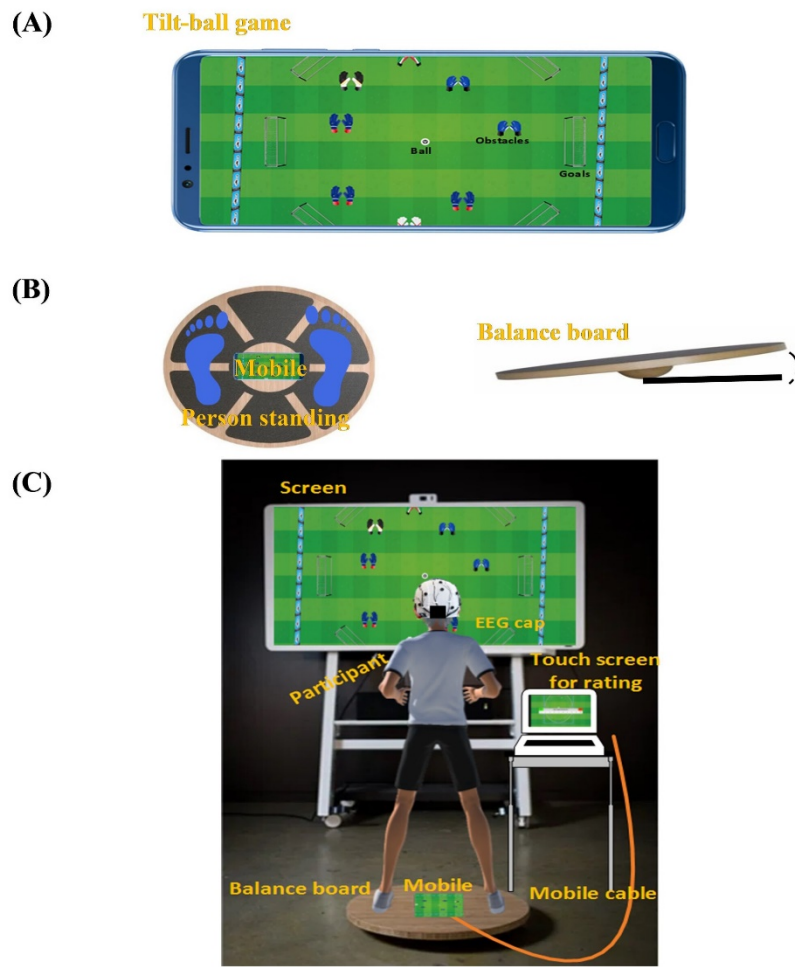 (A)
Tilt-ball game
Ball
Obstacles
Goals
(B)
Mobile
Person standing
Balance board
(C)
Screen
EEG cap
Participant
Touch screen
for rating
Balance board
Mobile
Mobile cable